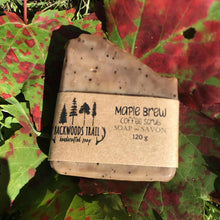 BACKWOODS TRAIL
handcrafted soap
MAPLE BREW
COFFEE SCRUB
SOAP - SAVON
120 g